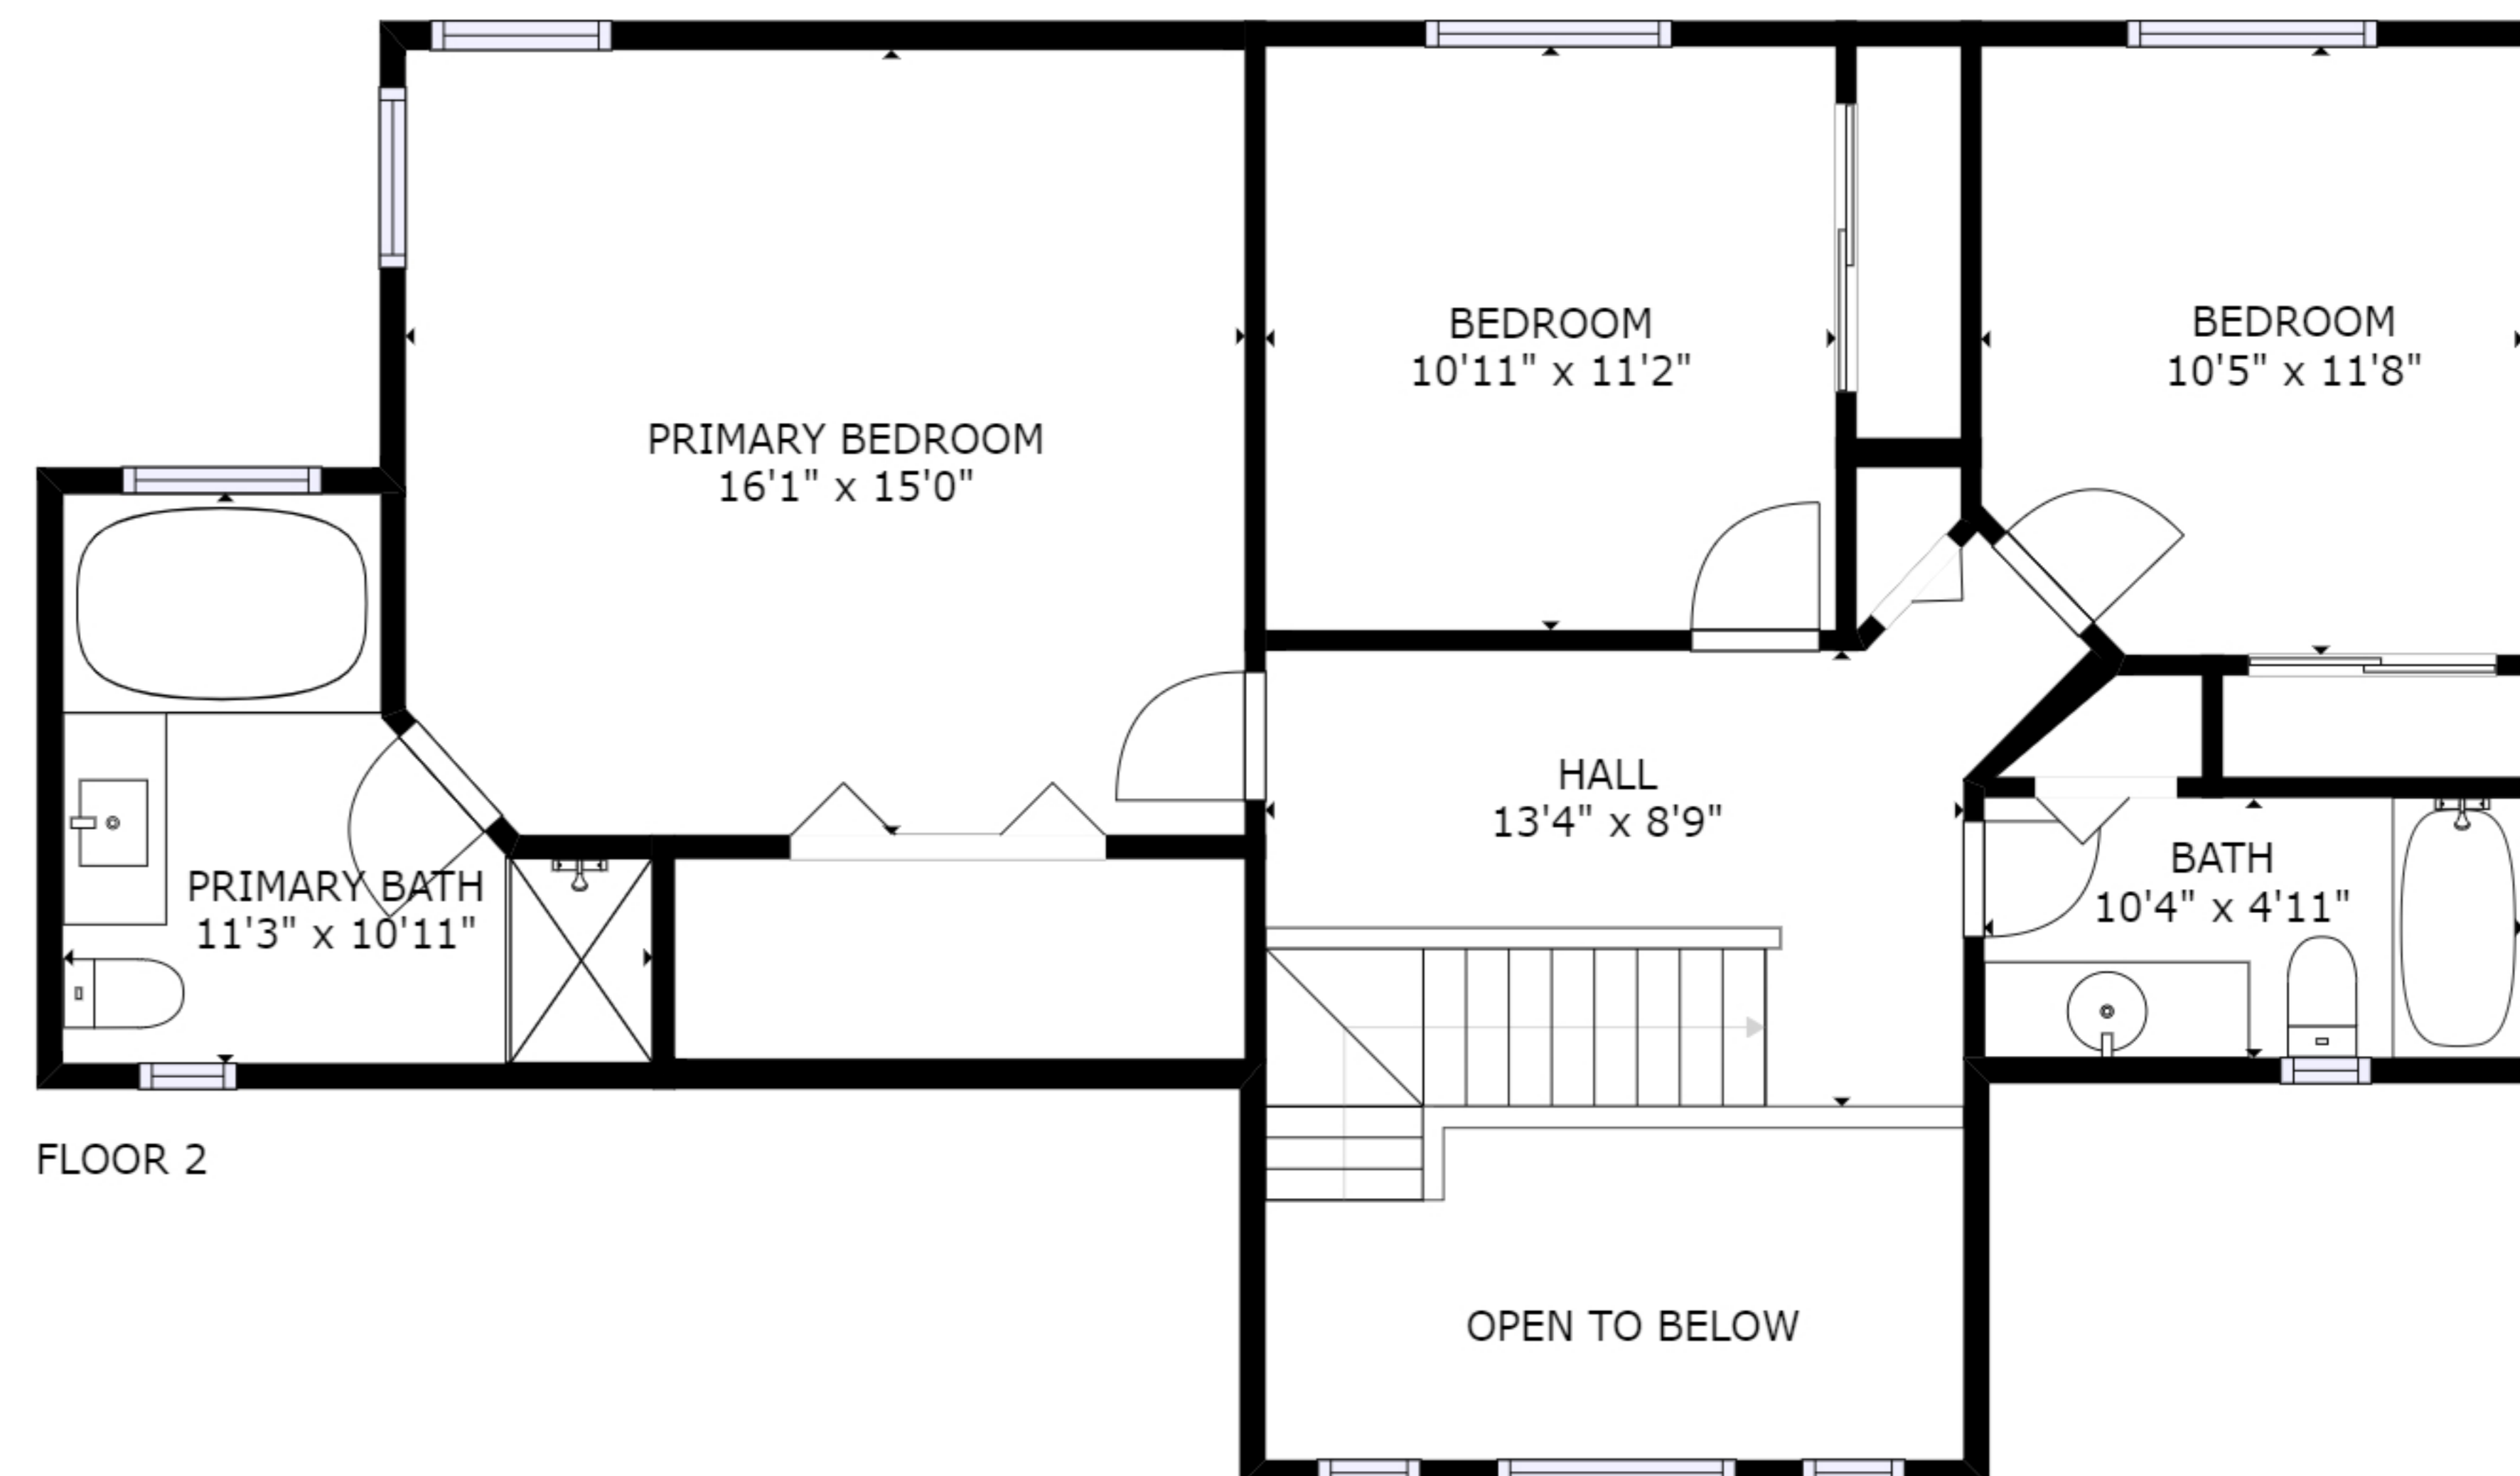 BEDROOM
10'11" x 11'2"
BEDROOM
10'5" x 11'8"
PRIMARY BEDROOM
16'1" x 15'0"
HALL
13'4" x 8'9"
BATH
10'4" x 4'11"
PRIMARY BATH
11'3" x 10'11"
FLOOR 2
OPEN TO BELOW